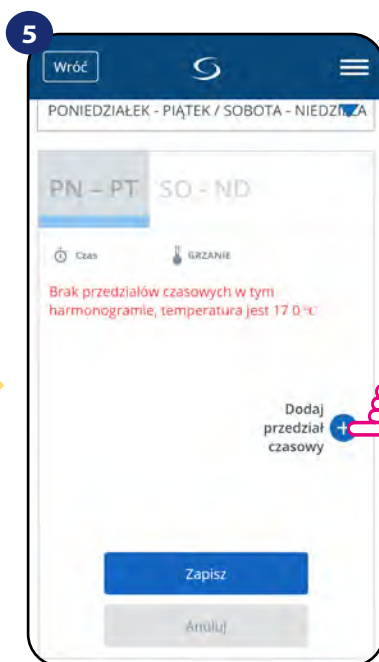 5
Wróć
PONIEDZIAŁEK - PIĄTEK / SOBOTA - NIEDZIELA
PN - PT SO - ND
Czas GRZANIE
Brak przedziałów czasowych w tym
harmonogramie, temperatura jest 17 0 °C
Dodaj
przedział
czasowy
+
Zapisz
Anuluj